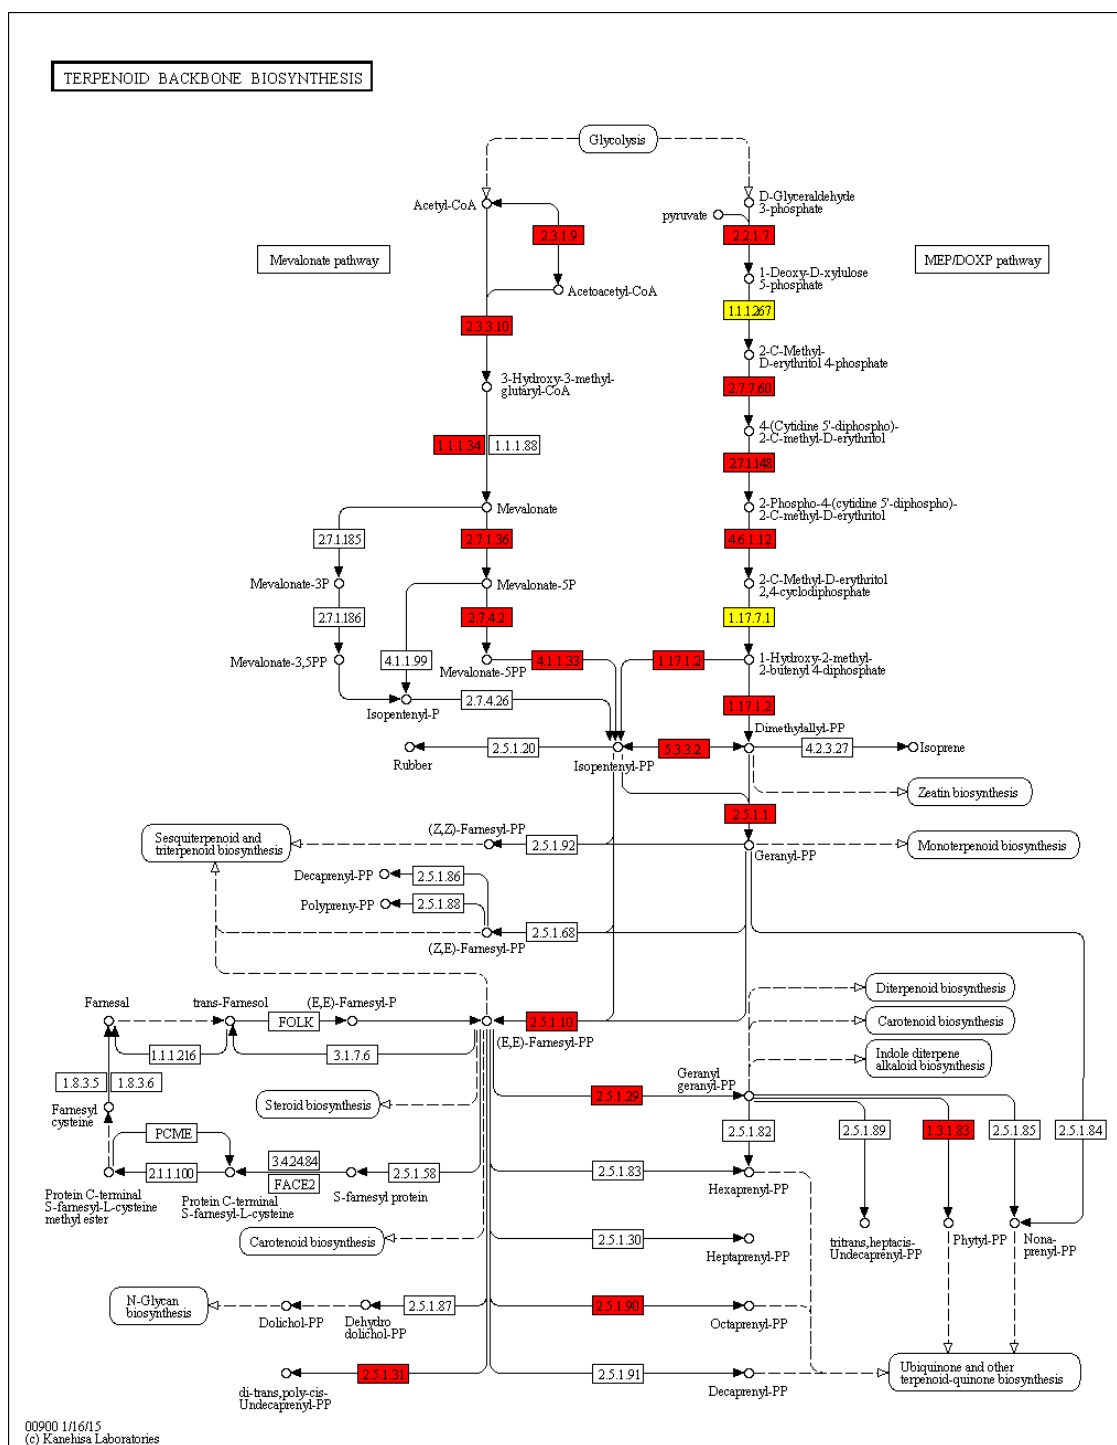 TERPENOID BACKBONE BIOSYNTHESIS
Glycolysis
Acetyl-CoA
D-Glyceraldehyde
3-phosphate
pyruvate
2.3.1.9
2.2.1.7
Mevalonate pathway
MEP/DOXP pathway
1-Deoxy-D-xylulose
5-phosphate
Acetoacetyl-CoA
1.1.1.267
2.3.3.10
2-C-Methyl-
D-erythritol 4-phosphate
3-Hydroxy-3-methyl-
glutaryl-CoA
2.7.7.60
4-(Cytidine 5'-diphospho)-
2-C-methyl-D-erythritol
1.1.1.34
1.1.1.88
2.7.1.148
Mevalonate
2-Phospho-4-(cytidine 5'-diphospho)-
2-C-methyl-D-erythritol
2.7.1.185
2.7.1.36
4.6.1.12
Mevalonate-3P
Mevalonate-5P
2-C-Methyl-D-erythritol
2,4-cyclodiphosphate
2.7.1.186
2.7.4.2
1.17.7.1
Mevalonate-3,5PP
4.1.1.99
Mevalonate-5PP
4.1.1.33
1.17.1.2
1-Hydroxy-2-methyl-
2-butenyl 4-diphosphate
Isopentenyl-P
2.7.4.26
1.17.1.2
Dimethylallyl-PP
Rubber
2.5.1.20
Isopentenyl-PP
5.3.3.2
4.2.3.27
Isoprene
Zeatin biosynthesis
2.5.1.1
Sesquiterpenoid and
triterpenoid biosynthesis
(Z,Z)-Farnesyl-PP
2.5.1.92
Geranyl-PP
Monoterpenoid biosynthesis
Decaprenyl-PP
2.5.1.86
Polypreny-PP
2.5.1.88
(Z,E)-Farnesyl-PP
2.5.1.68
Farnesal
trans-Farnesol
(E,E)-Farnesyl-P
Diterpenoid biosynthesis
FOLK
2.5.1.10
(E,E)-Farnesyl-PP
Carotenoid biosynthesis
1.1.1.216
3.1.7.6
Indole diterpene
alkaloid biosynthesis
1.8.3.5
1.8.3.6
Geranyl
geranyl-PP
Farnesyl
cysteine
Steroid biosynthesis
2.5.1.29
PCME
2.5.1.82
2.5.1.89
1.3.1.83
2.5.1.85
2.5.1.84
2.1.1.100
3.4.24.84
FACE2
2.5.1.58
2.5.1.83
Protein C-terminal
S-farnesyl-L-cysteine
methyl ester
Protein C-terminal
S-farnesyl-L-cysteine
S-farnesyl protein
Hexaprenyl-PP
Carotenoid biosynthesis
2.5.1.30
Heptaprenyl-PP
tritrans,heptacis-
Undecaprenyl-PP
Phytyl-PP
Nona-
prenyl-PP
N-Glycan
biosynthesis
Dolichol-PP
Dehydro
dolichol-PP
2.5.1.87
2.5.1.90
Octaprenyl-PP
di-trans,poly-cis-
Undecaprenyl-PP
2.5.1.31
2.5.1.91
Decaprenyl-PP
Ubiquinone and other
terpenoid-quinone biosynthesis
00900 1/16/15
(c) Kanehisa Laboratories